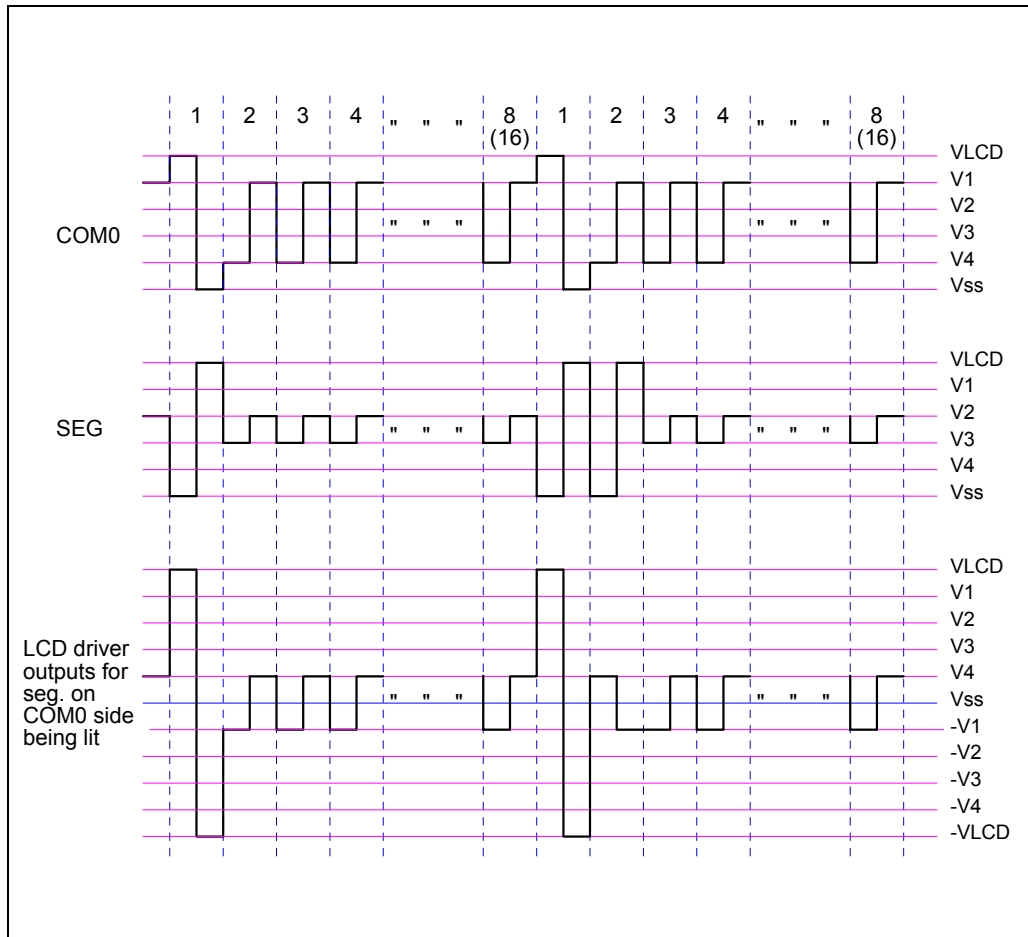 1 2 3 4 " " " 8 1 2 3 4 " " " 8
(16) (16)
VLCD
V1
V2
COM0 " " " " " "
V3
V4
Vss
VLCD
V1
V2
SEG " " " " " "
V3
V4
Vss
VLCD
V1
V2
V3
LCD driver
outputs for
seg. on
COM0 side
being lit
V4
" " " " " " Vss
-V1
-V2
-V3
-V4
-VLCD